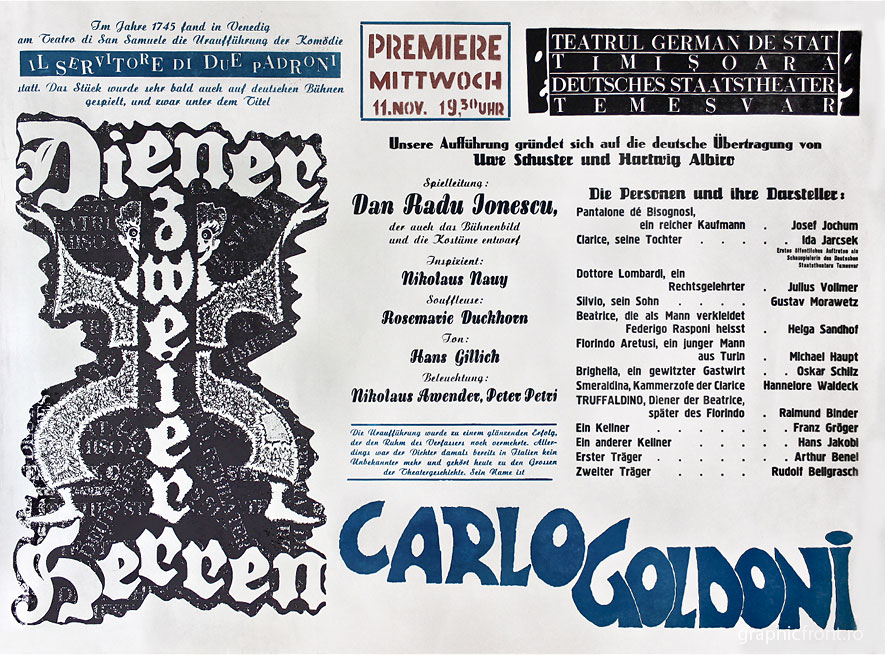 Im Jahre 1745 fand in Venedig
am Teatro di San Samuele die Uraufführung der Komödie
IL SERVITORE DI DUE PADRONI
statt. Das Stück wurde sehr bald auch auf deutschen Bühnen
gespielt, und zwar unter dem Titel
Diener
zweier
Herren
PREMIERE
MITTWOCH
11. NOV. 19,30 UHR
TEATRUL GERMAN DE STAT
TIMIȘOARA
DEUTSCHES STAATSTHEATER
TEMESVAR
Unsere Aufführung gründet sich auf die deutsche Übertragung von
Uwe Schuster und Hartwig Albiro
Spielleitung:
Dan Radu Ionescu,
der auch das Bühnenbild
und die Kostüme entwarf
Inspizient:
Nikolaus Nauy
Souffleuse:
Rosemarie Duckhorn
Ton:
Hans Gillich
Beleuchtung:
Nikolaus Awender, Peter Petri
Die Uraufführung wurde zu einem glänzenden Erfolg,
der den Ruhm des Verfassers noch vermehrte. Aller-
dings war der Dichter damals bereits in Italien kein
Unbekannter mehr und gehört heute zu den Grossen
der Theatergeschichte. Sein Name ist
Die Personen und ihre Darsteller:
Pantalone dé Bisognosi,
ein reicher Kaufmann . Josef Jochum
Clarice, seine Tochter . . . . . Ida Jarcsek
Erstes öffentliches Auftreten als
Schauspielerin des Deutschen
Staatstheaters Temesvar
Dottore Lombardi, ein
Rechtsgelehrter . Julius Vollmer
Silvio, sein Sohn . . . . Gustav Morawetz
Beatrice, die als Mann verkleidet
Federigo Rasponi heisst . Helga Sandhof
Florindo Aretusi, ein junger Mann
aus Turin . Michael Haupt
Brighella, ein gewitzter Gastwirt . Oskar Schilz
Smeraldina, Kammerzofe der Clarice Hannelore Waldeck
TRUFFALDINO, Diener der Beatrice,
später des Florindo . Raimund Binder
Ein Kellner . . . . . . Franz Gröger
Ein anderer Kellner . . . . . Hans Jakobi
Erster Träger . . . . . . Arthur Benel
Zweiter Träger . . . . . Rudolf Bellgrasch
CARLO GOLDONI
graphicfront.ro